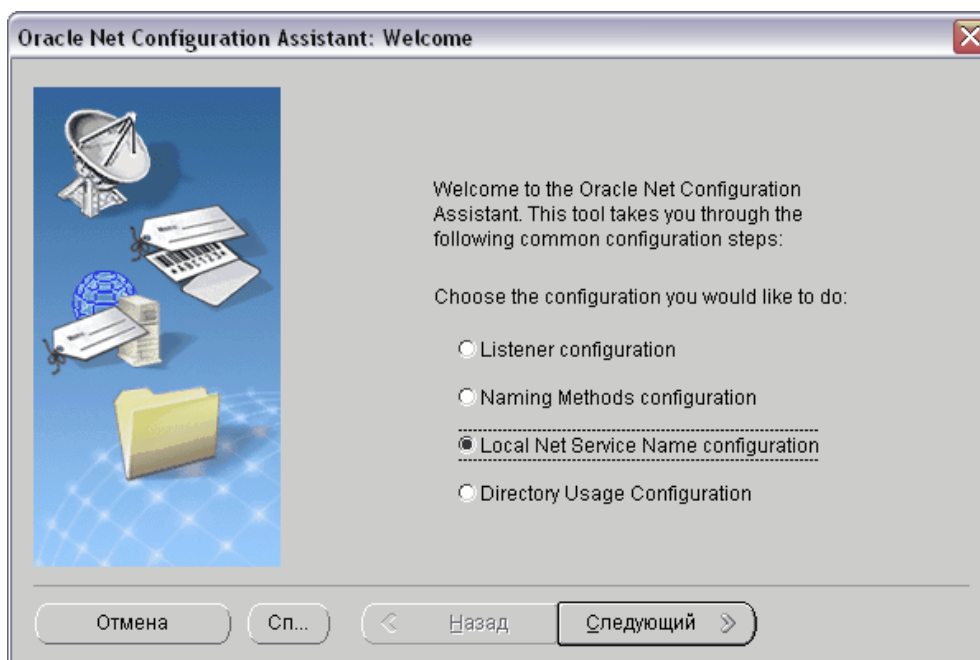 Oracle Net Configuration Assistant: Welcome
Welcome to the Oracle Net Configuration
Assistant. This tool takes you through the
following common configuration steps:
Choose the configuration you would like to do:
Listener configuration
Naming Methods configuration
Local Net Service Name configuration
Directory Usage Configuration
Отмена
Сп...
Назад
Следующий
*ABC123*